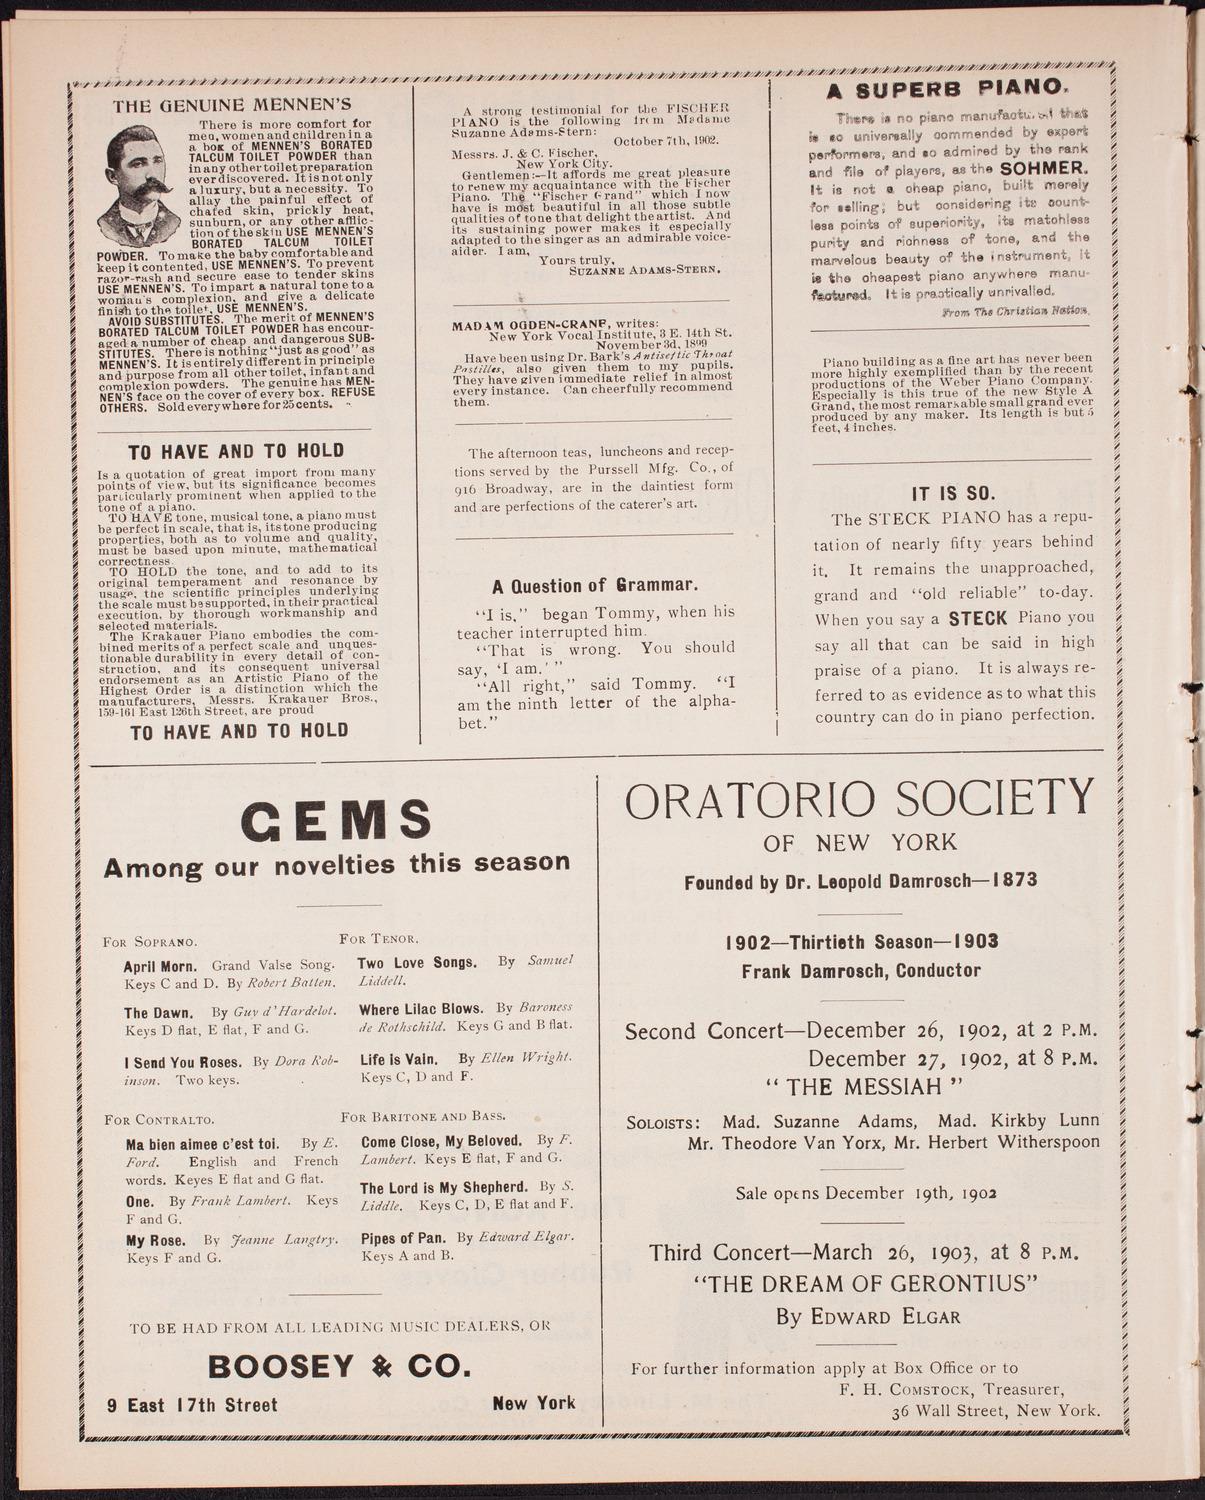 THE GENUINE MENNEN'S
There is more comfort for
men, women and children in a
a box of MENNEN'S BORATED
TALCUM TOILET POWDER than
in any other toilet preparation
ever discovered. It is not only
a luxury, but a necessity. To
allay the painful effect of
chafed skin, prickly heat,
sunburn, or any other afflic-
tion of the skin USE MENNEN'S
BORATED TALCUM TOILET
POWDER. To make the baby comfortable and
keep it contented, USE MENNEN'S. To prevent
razor-rash and secure ease to tender skins
USE MENNEN'S. To impart a natural tone to a
woman's complexion, and give a delicate
finish to the toilet, USE MENNEN'S.
AVOID SUBSTITUTES. The merit of MENNEN'S
BORATED TALCUM TOILET POWDER has encour-
aged a number of cheap and dangerous SUB-
STITUTES. There is nothing "just as good" as
MENNEN'S. It is entirely different in principle
and purpose from all other toilet, infant and
complexion powders. The genuine has MEN-
NEN'S face on the cover of every box. REFUSE
OTHERS. Sold everywhere for 25 cents.
TO HAVE AND TO HOLD
Is a quotation of great import from many
points of view, but its significance becomes
particularly prominent when applied to the
tone of a piano.
TO HAVE tone, musical tone, a piano must
be perfect in scale, that is, its tone producing
properties, both as to volume and quality,
must be based upon minute, mathematical
correctness.
TO HOLD the tone, and to add to its
original temperament and resonance by
usage, the scientific principles underlying
the scale must be supported, in their practical
execution, by thorough workmanship and
selected materials.
The Krakauer Piano embodies the com-
bined merits of a perfect scale and unques-
tionable durability in every detail of con-
struction, and its consequent universal
endorsement as an Artistic Piano of the
Highest Order is a distinction which the
manufacturers, Messrs. Krakauer Bros.,
159-161 East 126th Street, are proud
TO HAVE AND TO HOLD
A strong testimonial for the FISCHER
PIANO is the following from Madame
Suzanne Adams-Stern:
October 7th, 1902.
Messrs. J. & C. Fischer,
New York City.
Gentlemen:—It affords me great pleasure
to renew my acquaintance with the Fischer
Piano. The "Fischer Grand" which I now
have is most beautiful in all those subtle
qualities of tone that delight the artist. And
its sustaining power makes it especially
adapted to the singer as an admirable voice-
aider. I am,
Yours truly,
SUZANNE ADAMS-STERN.
MADAM OGDEN-CRANE, writes:
New York Vocal Institute, 3 E. 14th St.
November 3d, 1899
Have been using Dr. Bark's Antiseptic Throat
Pastilles, also given them to my pupils.
They have given immediate relief in almost
every instance. Can cheerfully recommend
them.
The afternoon teas, luncheons and recep-
tions served by the Purssell Mfg. Co., of
916 Broadway, are in the daintiest form
and are perfections of the caterer's art.
A Question of Grammar.
"I is," began Tommy, when his
teacher interrupted him.
"That is wrong. You should
say, 'I am.'"
"All right," said Tommy. "I
am the ninth letter of the alpha-
bet."
A SUPERB PIANO.
There is no piano manufactured that
is so universally commended by expert
performers, and so admired by the rank
and file of players, as the SOHMER.
It is not a cheap piano, built merely
for selling; but considering its count-
less points of superiority, its matchless
purity and richness of tone, and the
marvelous beauty of the instrument, it
is the cheapest piano anywhere manu-
factured. It is practically unrivalled.
From The Christian Nation.
Piano building as a fine art has never been
more highly exemplified than by the recent
productions of the Weber Piano Company.
Especially is this true of the new Style A
Grand, the most remarkable small grand ever
produced by any maker. Its length is but 5
feet, 4 inches.
IT IS SO.
The STECK PIANO has a repu-
tation of nearly fifty years behind
it. It remains the unapproached,
grand and "old reliable" to-day.
When you say a STECK Piano you
say all that can be said in high
praise of a piano. It is always re-
ferred to as evidence as to what this
country can do in piano perfection.
GEMS
Among our novelties this season
FOR SOPRANO.
April Morn. Grand Valse Song.
Keys C and D. By Robert Batten.
The Dawn. By Guy d'Hardelot.
Keys D flat, E flat, F and G.
I Send You Roses. By Dora Rob-
inson. Two keys.
FOR TENOR.
Two Love Songs. By Samuel
Liddell.
Where Lilac Blows. By Baroness
de Rothschild. Keys G and B flat.
Life is Vain. By Ellen Wright.
Keys C, D and F.
FOR CONTRALTO.
Ma bien aimee c'est toi. By E.
Ford. English and French
words. Keyes E flat and G flat.
One. By Frank Lambert. Keys
F and G.
My Rose. By Jeanne Langtry.
Keys F and G.
FOR BARITONE AND BASS.
Come Close, My Beloved. By F.
Lambert. Keys E flat, F and G.
The Lord is My Shepherd. By S.
Liddle. Keys C, D, E flat and F.
Pipes of Pan. By Edward Elgar.
Keys A and B.
TO BE HAD FROM ALL LEADING MUSIC DEALERS, OR
BOOSEY & CO.
9 East 17th Street New York
ORATORIO SOCIETY
OF NEW YORK
Founded by Dr. Leopold Damrosch—1873
1902—Thirtieth Season—1903
Frank Damrosch, Conductor
Second Concert—December 26, 1902, at 2 P.M.
December 27, 1902, at 8 P.M.
"THE MESSIAH"
SOLOISTS: Mad. Suzanne Adams, Mad. Kirkby Lunn
Mr. Theodore Van Yorx, Mr. Herbert Witherspoon
Sale opens December 19th, 1902
Third Concert—March 26, 1903, at 8 P.M.
"THE DREAM OF GERONTIUS"
By EDWARD ELGAR
For further information apply at Box Office or to
F. H. COMSTOCK, Treasurer,
36 Wall Street, New York.